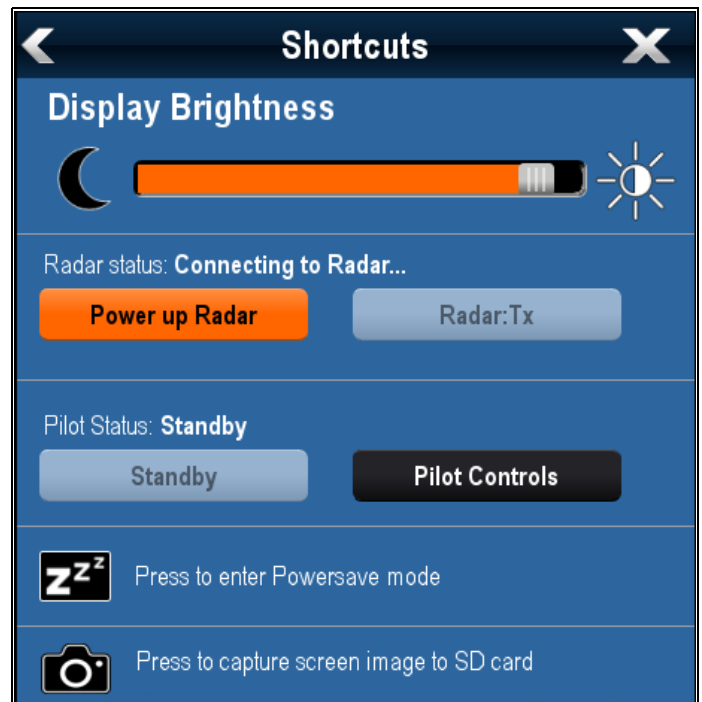 Shortcuts
Display Brightness
Radar status: Connecting to Radar...
Power up Radar
Radar:Tx
Pilot Status: Standby
Standby
Pilot Controls
zzz
Press to enter Powersave mode
Press to capture screen image to SD card